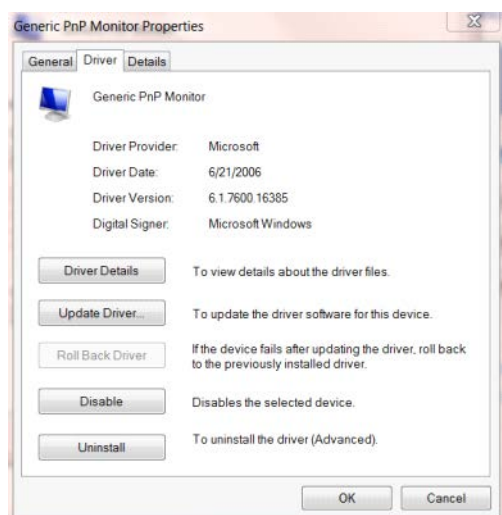 Generic PnP Monitor Properties
General Driver Details
Generic PnP Monitor
Driver Provider: Microsoft
Driver Date: 6/21/2006
Driver Version: 6.1.7600.16385
Digital Signer: Microsoft Windows
Driver Details To view details about the driver files.
Update Driver... To update the driver software for this device.
Roll Back Driver If the device fails after updating the driver, roll back
to the previously installed driver.
Disable Disables the selected device.
Uninstall To uninstall the driver (Advanced).
OK Cancel